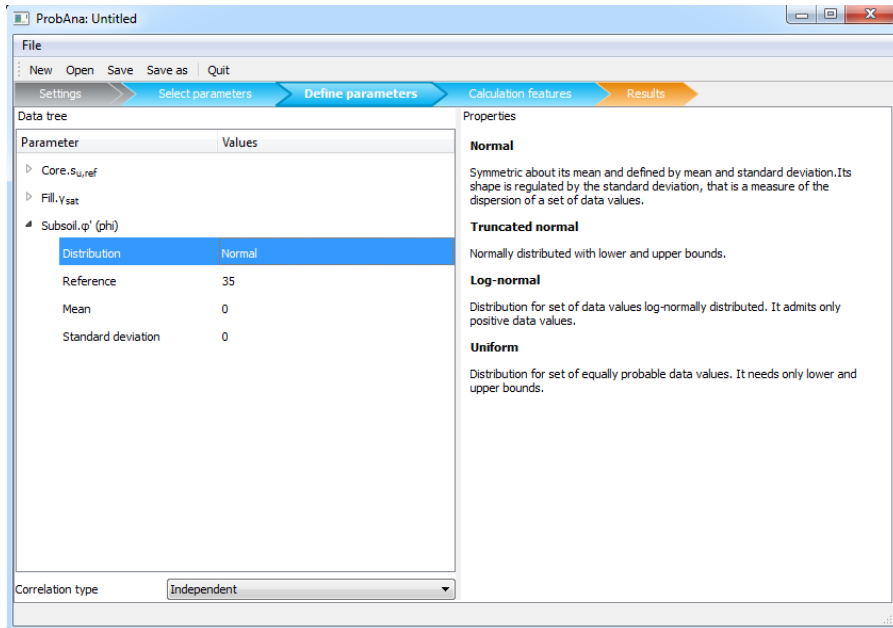 ProbAna: Untitled
File
New Open Save Save as Quit
Settings Select parameters Define parameters Calculation features Results
Data tree
Parameter Values
Core.su,ref
Fill.γsat
Subsoil.φ' (phi)
Distribution Normal
Reference 35
Mean 0
Standard deviation 0
Correlation type Independent
Properties
Normal
Symmetric about its mean and defined by mean and standard deviation.Its
shape is regulated by the standard deviation, that is a measure of the
dispersion of a set of data values.
Truncated normal
Normally distributed with lower and upper bounds.
Log-normal
Distribution for set of data values log-normally distributed. It admits only
positive data values.
Uniform
Distribution for set of equally probable data values. It needs only lower and
upper bounds.